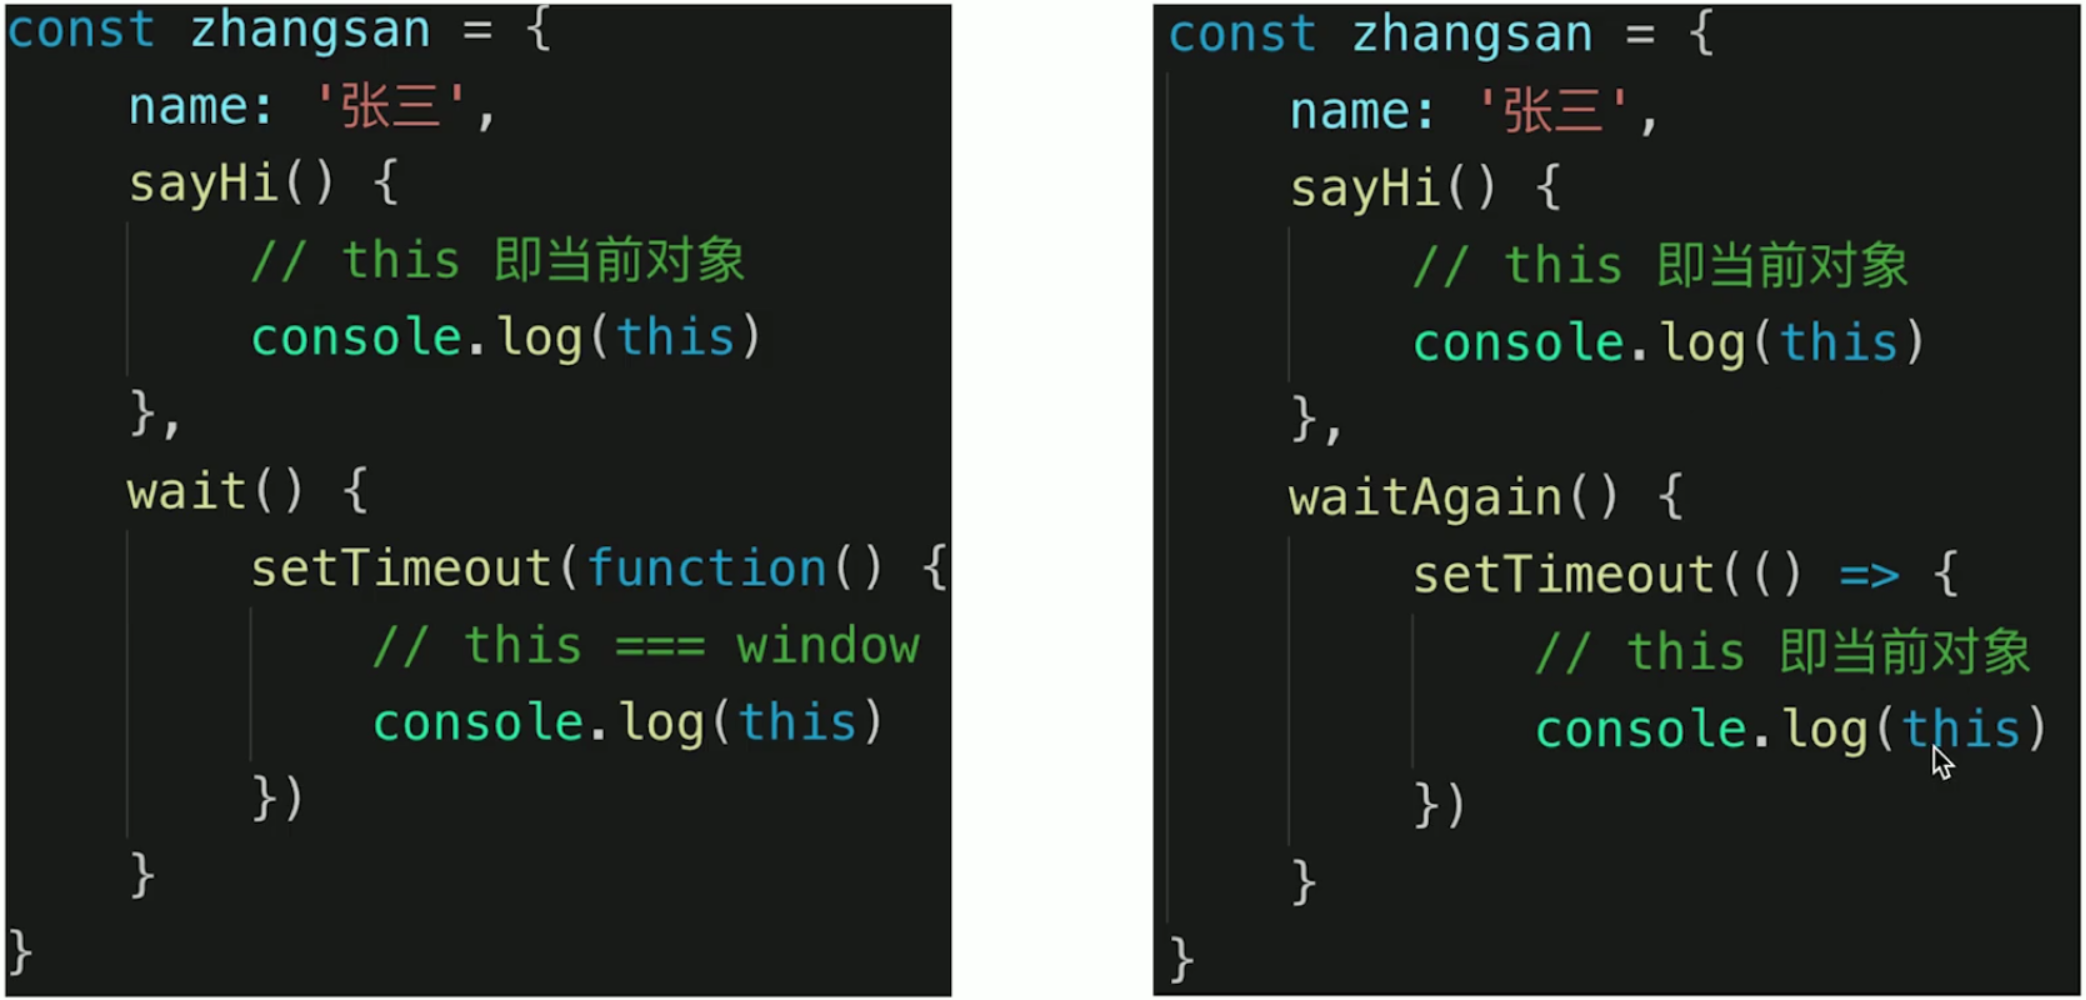 const zhangsan = {
name: '张三',
sayHi() {
// this 即当前对象
console.log(this)
},
wait() {
setTimeout(function() {
// this === window
console.log(this)
})
}
}
const zhangsan = {
name: '张三',
sayHi() {
// this 即当前对象
console.log(this)
},
waitAgain() {
setTimeout(() => {
// this 即当前对象
console.log(this)
})
}
}